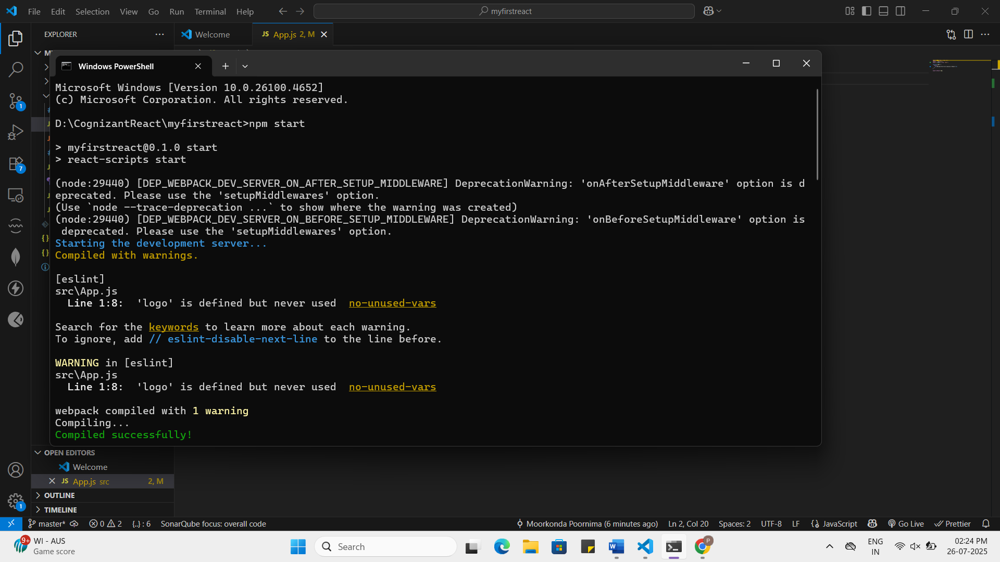 File Edit Selection View Go Run Terminal Help
myfirstreact
EXPLORER
Welcome
JS App.js 2, M
Windows PowerShell
Microsoft Windows [Version 10.0.26100.4652]
(c) Microsoft Corporation. All rights reserved.
D:\CognizantReact\myfirstreact>npm start
> myfirstreact@0.1.0 start
> react-scripts start
(node:29440) [DEP_WEBPACK_DEV_SERVER_ON_AFTER_SETUP_MIDDLEWARE] DeprecationWarning: 'onAfterSetupMiddleware' option is d
eprecated. Please use the 'setupMiddlewares' option.
(Use `node --trace-deprecation ...` to show where the warning was created)
(node:29440) [DEP_WEBPACK_DEV_SERVER_ON_BEFORE_SETUP_MIDDLEWARE] DeprecationWarning: 'onBeforeSetupMiddleware' option is
 deprecated. Please use the 'setupMiddlewares' option.
Starting the development server...
Compiled with warnings.
[eslint]
src\App.js
Line 1:8: 'logo' is defined but never used no-unused-vars
Search for the keywords to learn more about each warning.
To ignore, add // eslint-disable-next-line to the line before.
WARNING in [eslint]
src\App.js
Line 1:8: 'logo' is defined but never used no-unused-vars
webpack compiled with 1 warning
Compiling...
Compiled successfully!
1
7
1
OPEN EDITORS
Welcome
JS App.js src 2, M
OUTLINE
TIMELINE
master* 0 2 {..} : 6 SonarQube focus: overall code
Moorkonda Poornima (6 minutes ago) Ln 2, Col 20 Spaces: 2 UTF-8 LF JavaScript Go Live Prettier
9+ WI - AUS
Game score
Search
P
ENG
IN
02:24 PM
26-07-2025